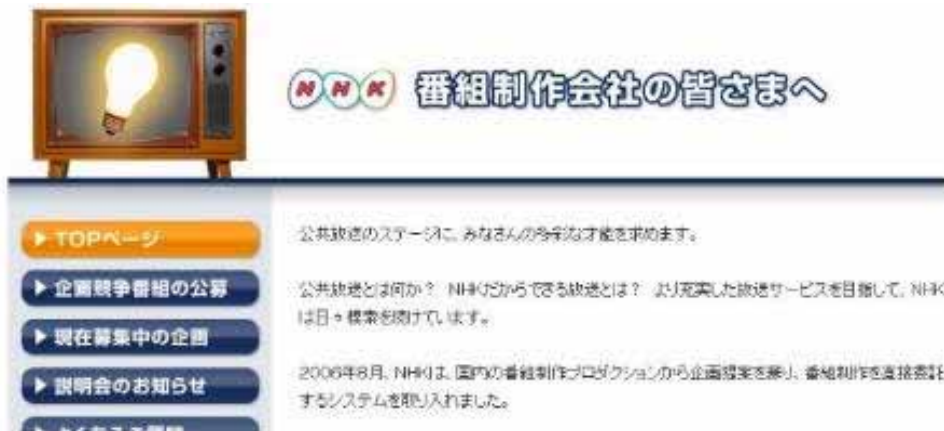 NHK 番組制作会社の皆さまへ
TOPページ
企画競争番組の公募
現在募集中の企画
説明会のお知らせ
よくあるご質問
公共放送のステージに、みなさんの多彩な才能を求めます。
公共放送とは何か？ NHKだからできる放送とは？ より充実した放送サービスを目指して、NHK
は日々模索を続けています。
2006年8月、NHKは、国内の番組制作プロダクションから企画提案を募り、番組制作を直接委託
するシステムを取り入れました。